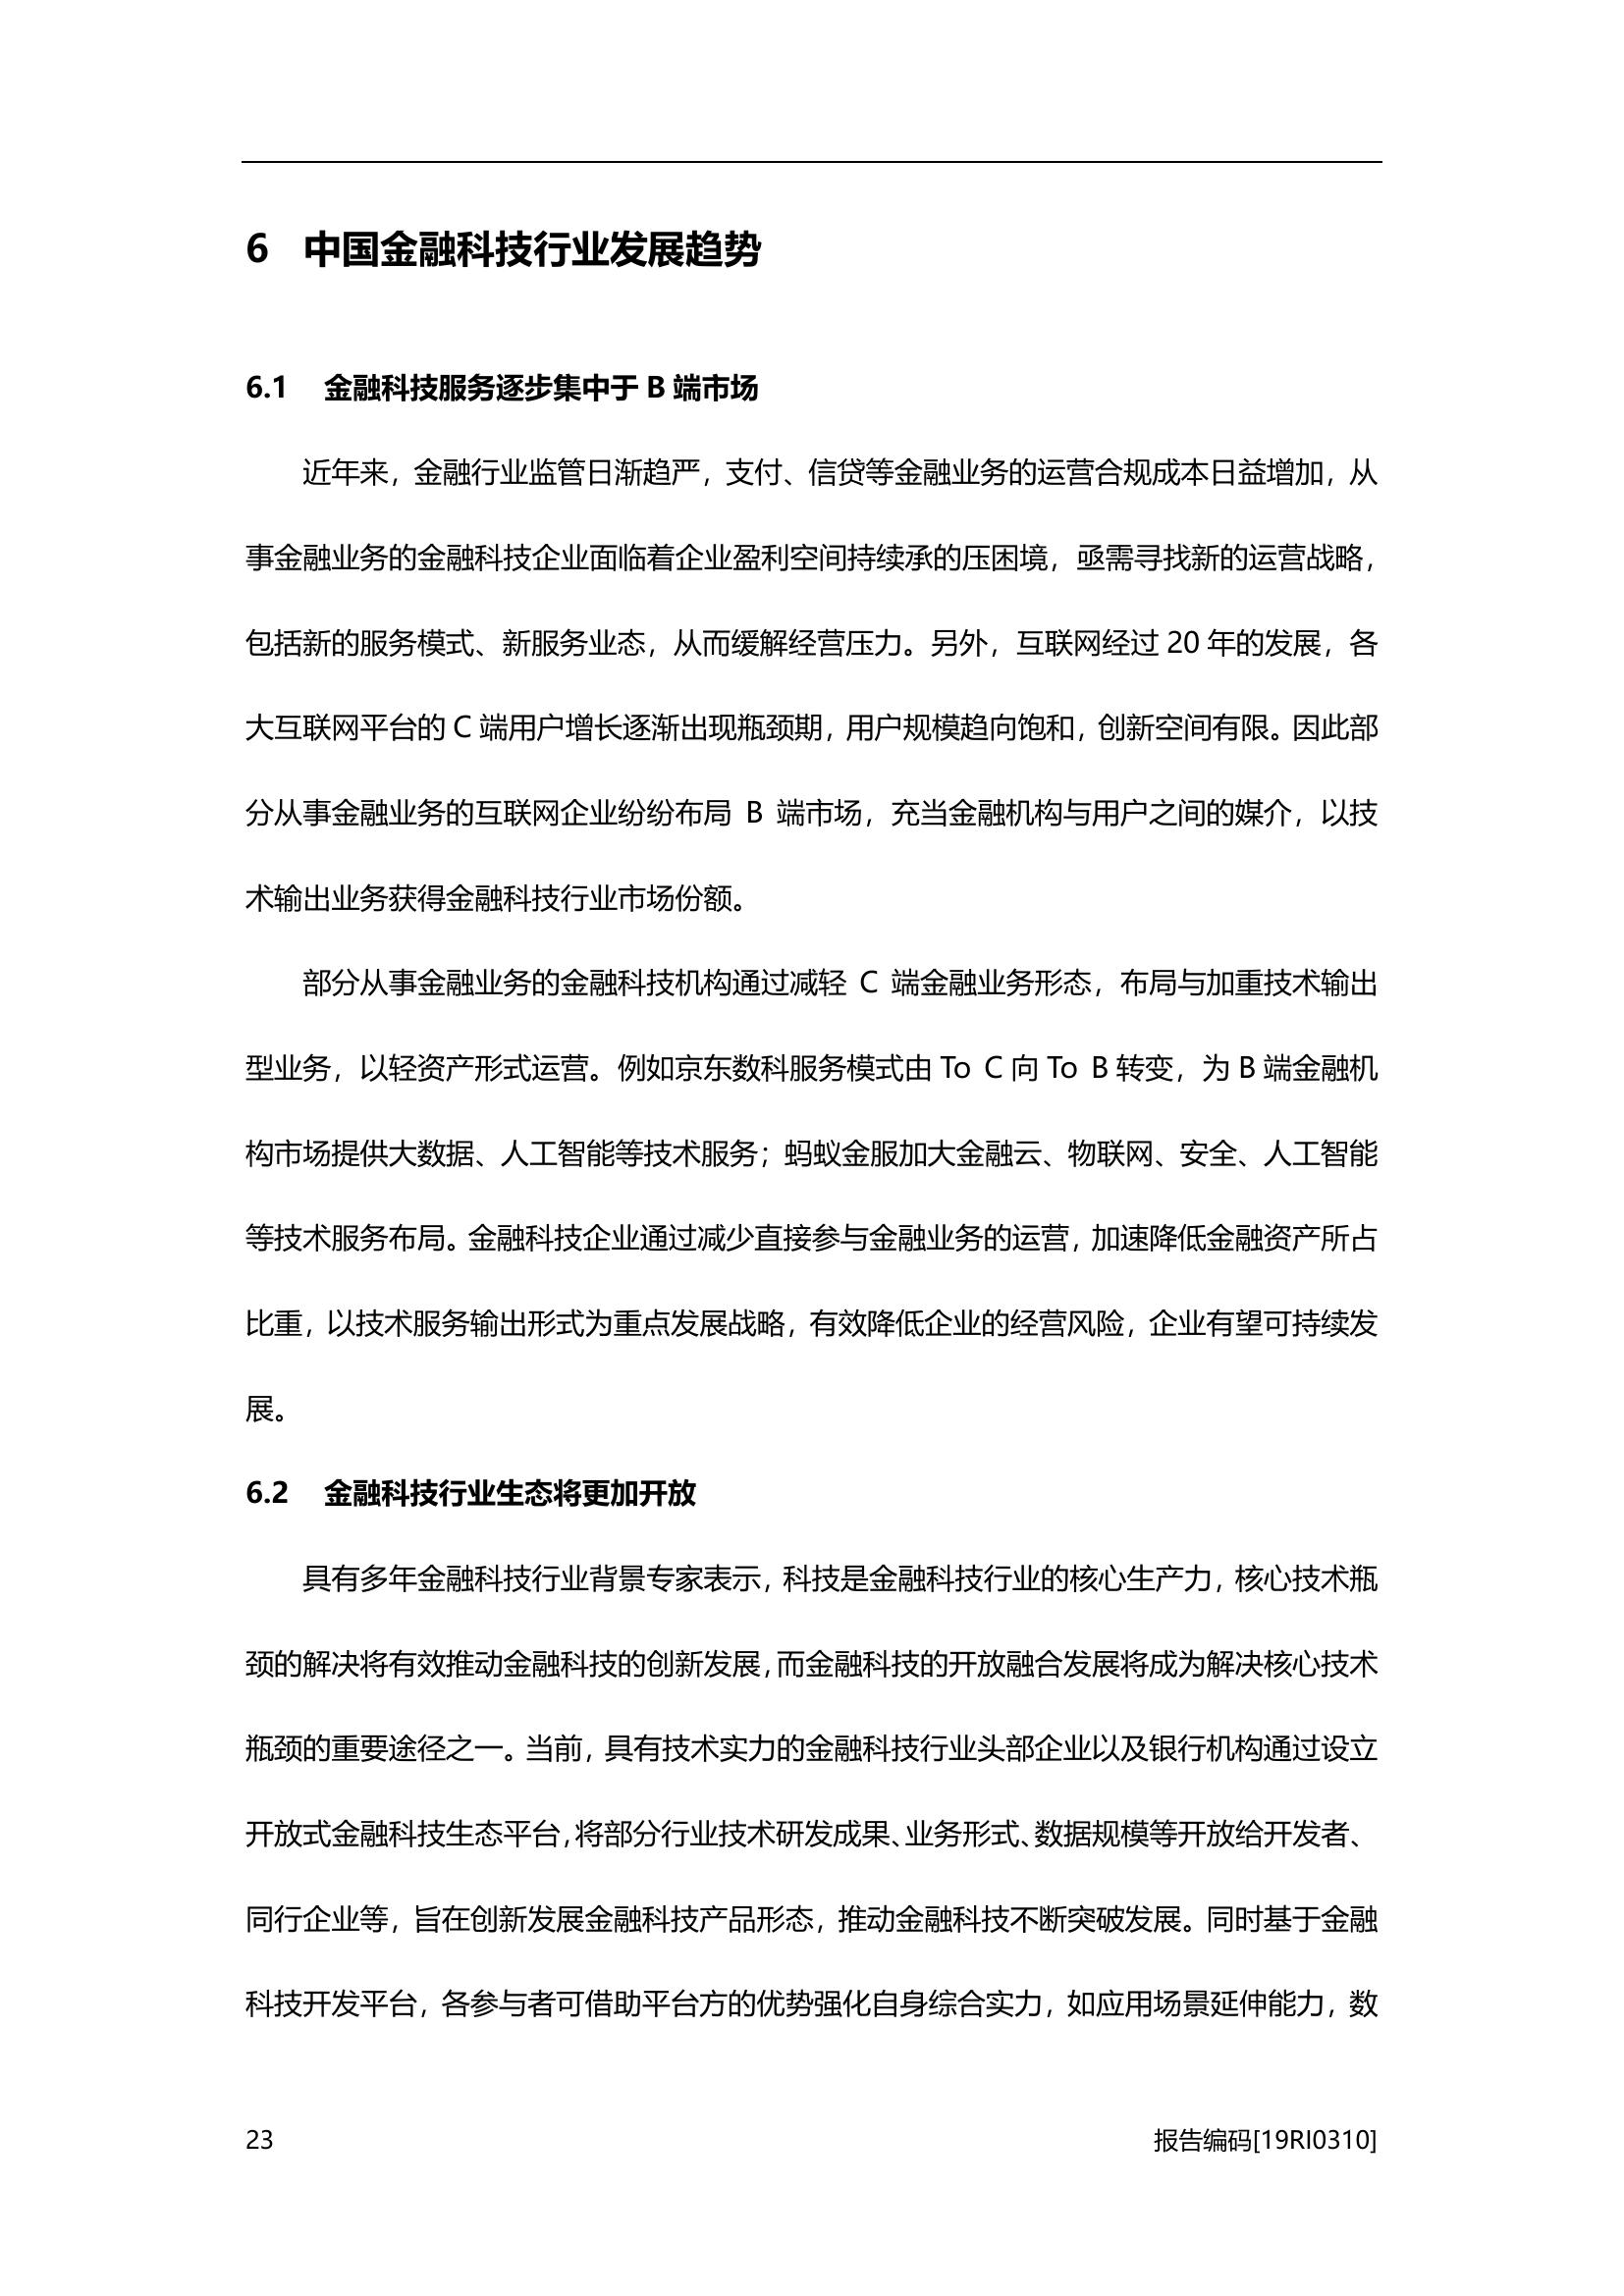 6 中国金融科技行业发展趋势
6.1 金融科技服务逐步集中于 B 端市场
近年来，金融行业监管日渐趋严，支付、信贷等金融业务的运营合规成本日益增加，从
事金融业务的金融科技企业面临着企业盈利空间持续承的压困境，亟需寻找新的运营战略，
包括新的服务模式、新服务业态，从而缓解经营压力。另外，互联网经过 20 年的发展，各
大互联网平台的 C 端用户增长逐渐出现瓶颈期，用户规模趋向饱和，创新空间有限。因此部
分从事金融业务的互联网企业纷纷布局 B 端市场，充当金融机构与用户之间的媒介，以技
术输出业务获得金融科技行业市场份额。
部分从事金融业务的金融科技机构通过减轻 C 端金融业务形态，布局与加重技术输出
型业务，以轻资产形式运营。例如京东数科服务模式由 To C 向 To B 转变，为 B 端金融机
构市场提供大数据、人工智能等技术服务；蚂蚁金服加大金融云、物联网、安全、人工智能
等技术服务布局。金融科技企业通过减少直接参与金融业务的运营，加速降低金融资产所占
比重，以技术服务输出形式为重点发展战略，有效降低企业的经营风险，企业有望可持续发
展。
6.2 金融科技行业生态将更加开放
具有多年金融科技行业背景专家表示，科技是金融科技行业的核心生产力，核心技术瓶
颈的解决将有效推动金融科技的创新发展，而金融科技的开放融合发展将成为解决核心技术
瓶颈的重要途径之一。当前，具有技术实力的金融科技行业头部企业以及银行机构通过设立
开放式金融科技生态平台，将部分行业技术研发成果、业务形式、数据规模等开放给开发者、
同行企业等，旨在创新发展金融科技产品形态，推动金融科技不断突破发展。同时基于金融
科技开发平台，各参与者可借助平台方的优势强化自身综合实力，如应用场景延伸能力，数
23 报告编码[19RI0310]